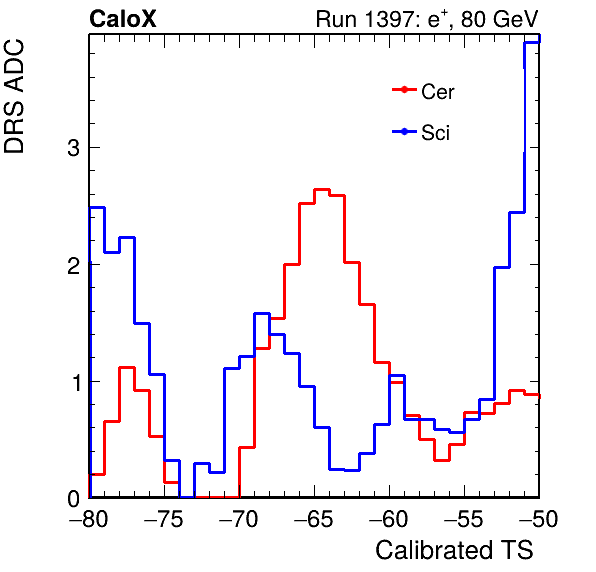 CaloX Run 1397: e⁺, 80 GeV
DRS ADC
Cer
Sci
3
2
1
0
−80 −75 −70 −65 −60 −55 −50
Calibrated TS